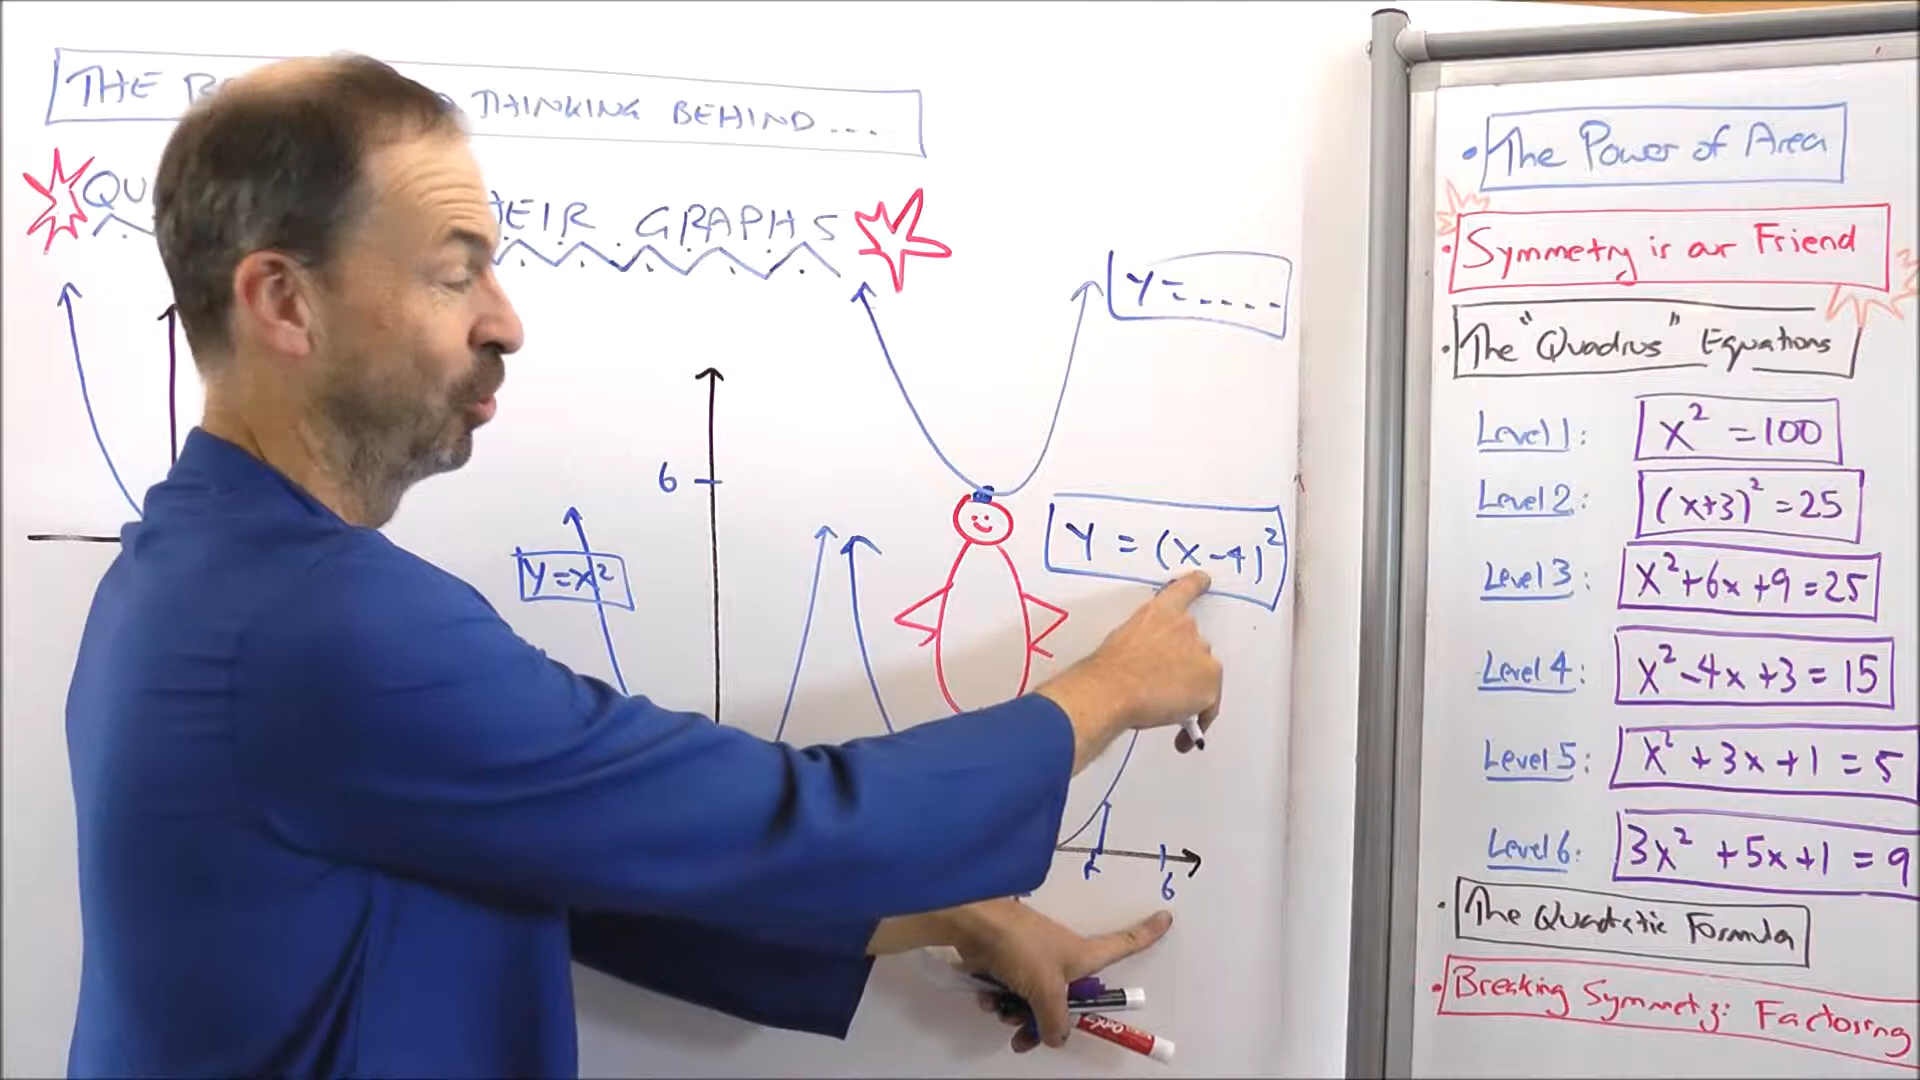 THE THINKING BEHIND...
QU HEIR GRAPHS
Y=.....
6
Y=x²
Y = (x-4)²
6
• The Power of Area
• Symmetry is our Friend
• The "Quadrus" Equations
Level 1: x² = 100
Level 2: (x+3)² = 25
Level 3: x²+6x+9=25
Level 4: x²-4x+3=15
Level 5: x²+3x+1=5
Level 6: 3x²+5x+1=9
• The Quadratic Formula
• Breaking Symmetry: Factoring